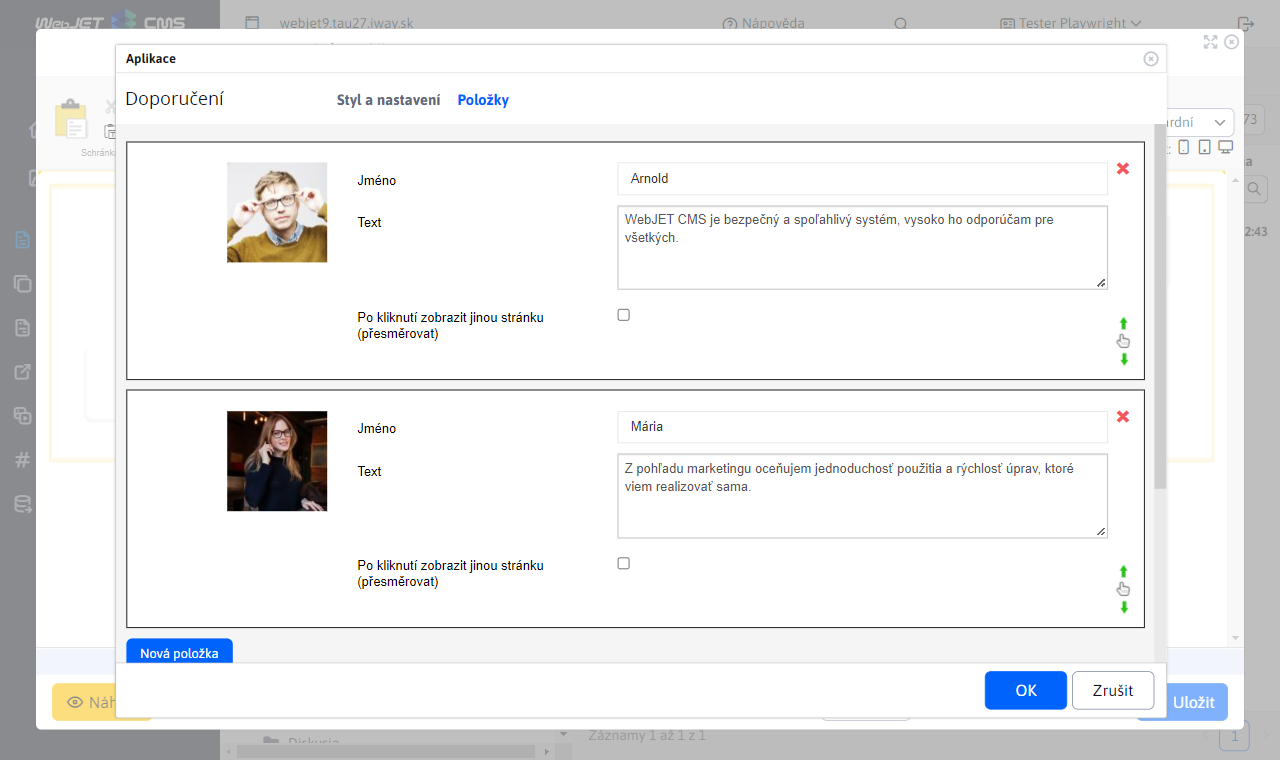 WebJET CMS
webjet9.tau27.iway.sk
Nápověda
Tester Playwright
Aplikace
Doporučení
Styl a nastavení
Položky
Schránka
rdní
73
Jméno
Arnold
Text
WebJET CMS je bezpečný a spoľahlivý systém, vysoko ho odporúčam pre
všetkých.
Po kliknutí zobrazit jinou stránku
(přesměrovat)
2:43
Jméno
Mária
Text
Z pohľadu marketingu oceňujem jednoduchosť použitia a rýchlosť úprav, ktoré
viem realizovať sama.
Po kliknutí zobrazit jinou stránku
(přesměrovat)
Nová položka
OK
Zrušit
Náh
Uložit
Diskusia
Záznamy 1 až 1 z 1
1